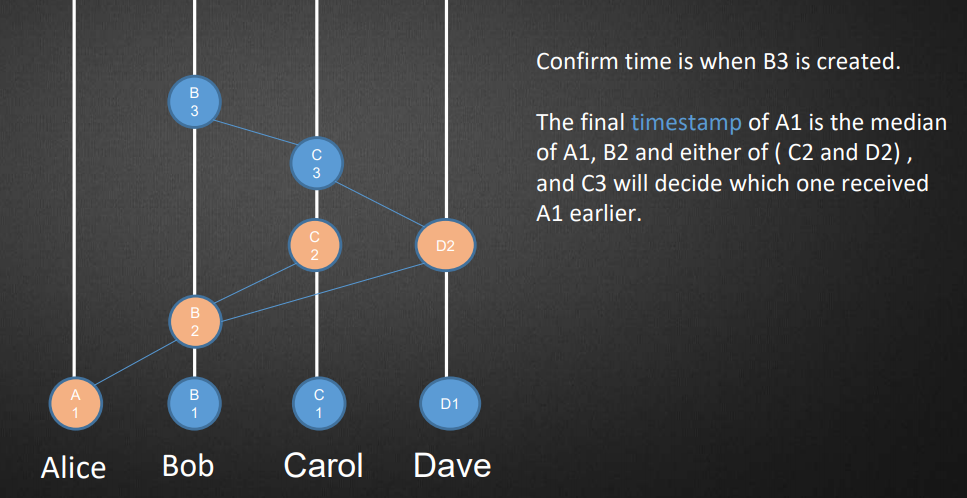 Confirm time is when B3 is created.
The final timestamp of A1 is the median
of A1, B2 and either of ( C2 and D2) ,
and C3 will decide which one received
A1 earlier.
B
3
C
3
C
2
D2
B
2
A
1
B
1
C
1
D1
Alice
Bob
Carol
Dave